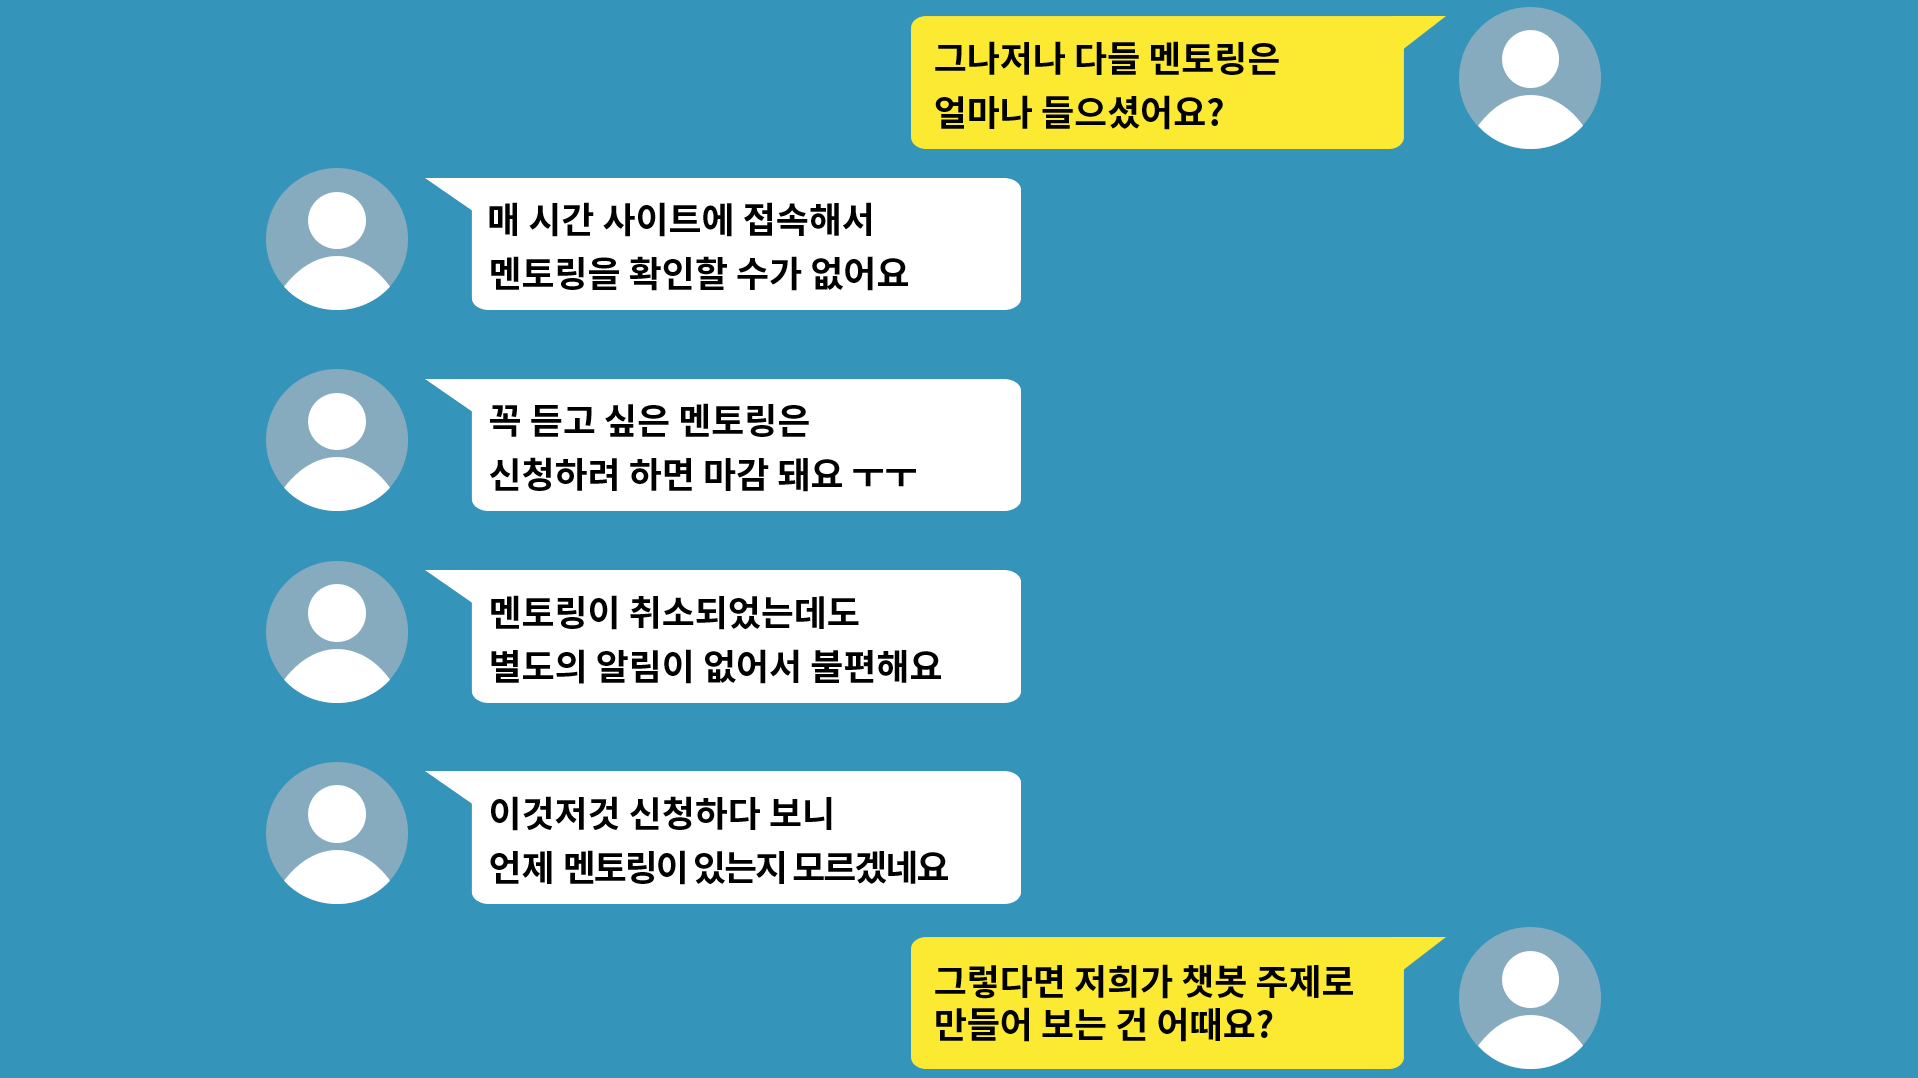 그나저나 다들 멘토링은
얼마나 들으셨어요?
매 시간 사이트에 접속해서
멘토링을 확인할 수가 없어요
꼭 듣고 싶은 멘토링은
신청하려 하면 마감 돼요 ㅜㅜ
멘토링이 취소되었는데도
별도의 알림이 없어서 불편해요
이것저것 신청하다 보니
언제 멘토링이 있는지 모르겠네요
그렇다면 저희가 챗봇 주제로
만들어 보는 건 어때요?